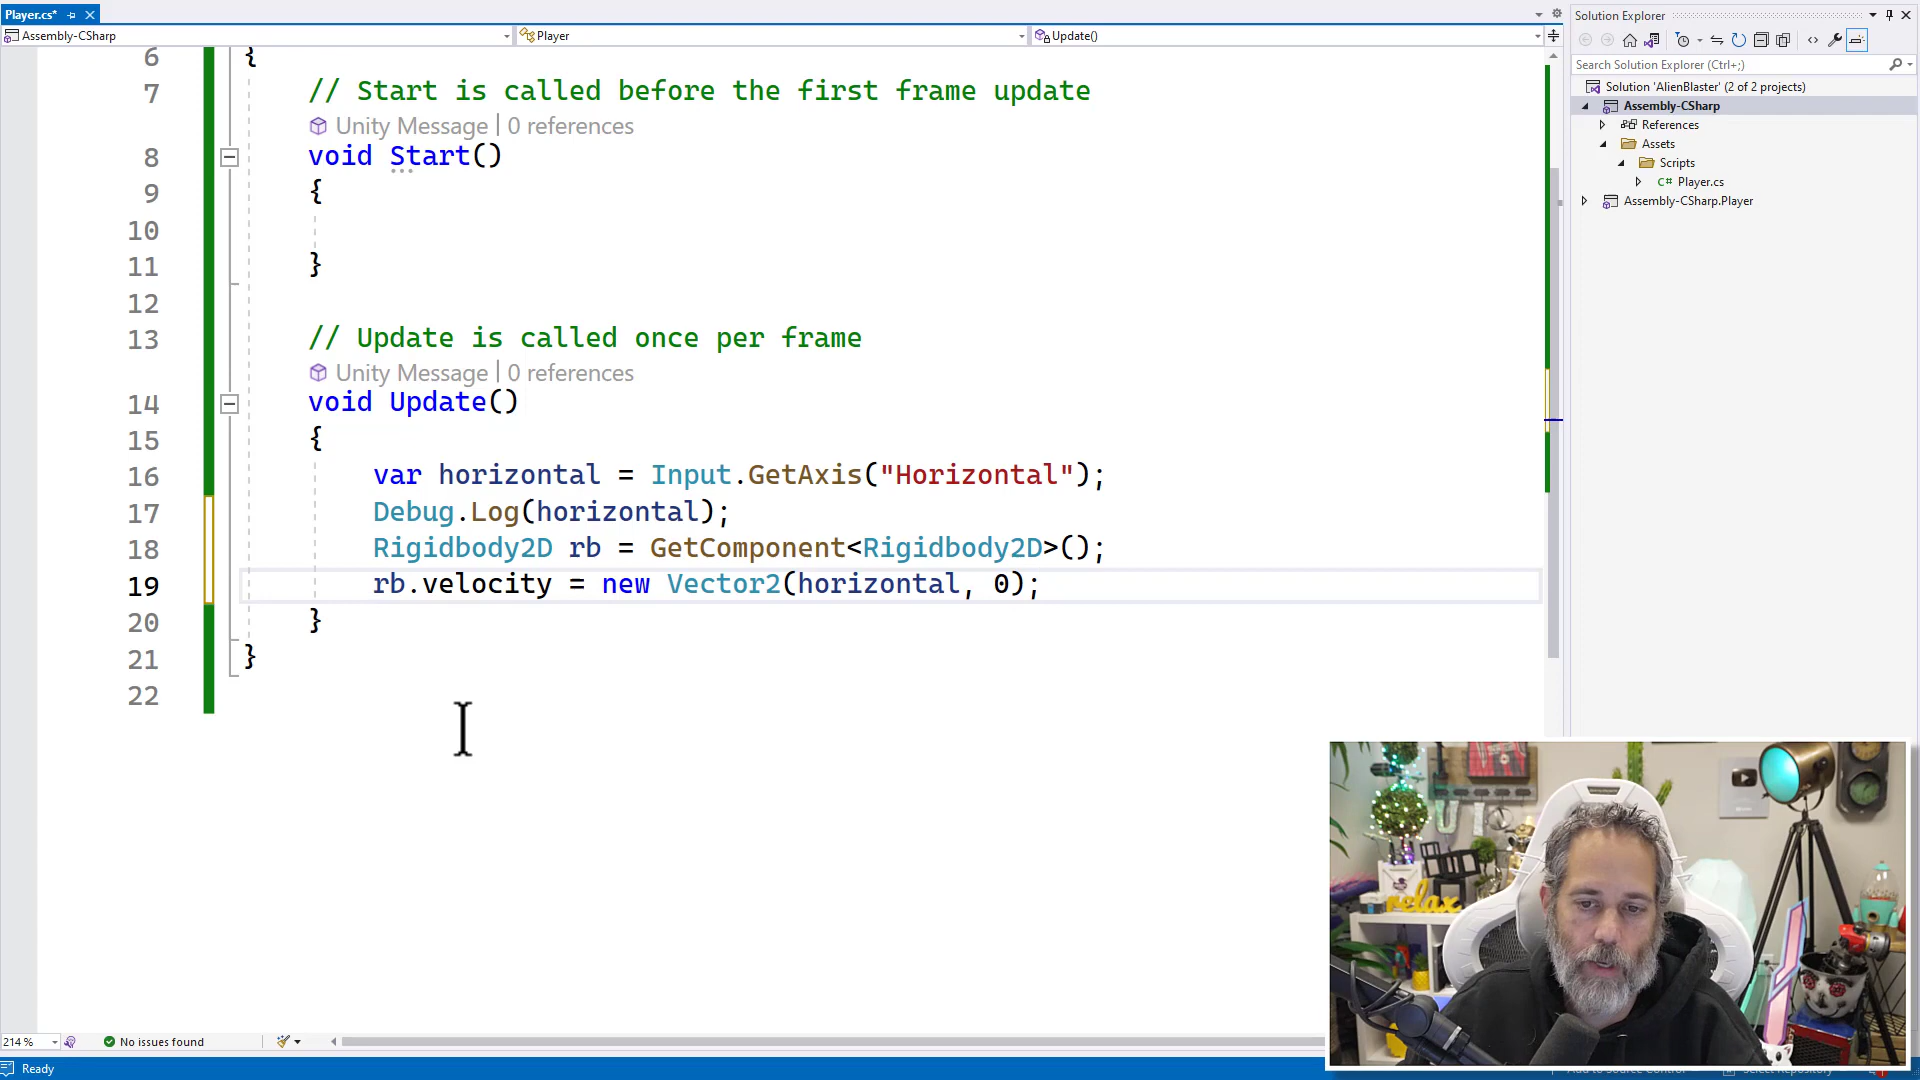 Player.cs*
Solution Explorer
Assembly-CSharp
Player
Update()
Search Solution Explorer (Ctrl+;)
Solution 'AlienBlaster' (2 of 2 projects)
Assembly-CSharp
References
Assets
Scripts
C# Player.cs
Assembly-CSharp.Player
6 {
7 // Start is called before the first frame update
Unity Message | 0 references
8 void Start()
9 {
10
11 }
12
13 // Update is called once per frame
Unity Message | 0 references
14 void Update()
15 {
16 var horizontal = Input.GetAxis("Horizontal");
17 Debug.Log(horizontal);
18 Rigidbody2D rb = GetComponent<Rigidbody2D>();
19 rb.velocity = new Vector2(horizontal, 0);
20 }
21 }
22
relax
214 %
No issues found
Ready